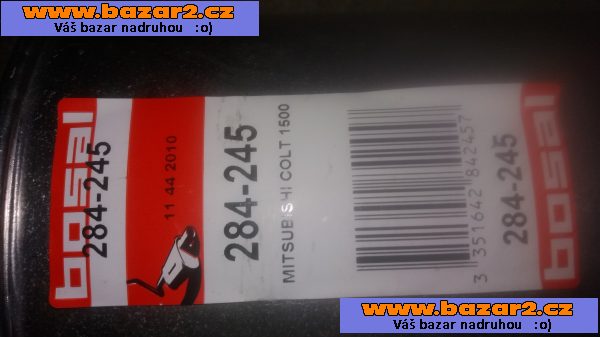 www.bazar2.cz
Váš bazar nadruhou :o)
bosal
284-245
11 44 2010
284-245
MITSUBISHI COLT 1500
3 351642 842457
284-245
bosal
www.bazar2.cz
Váš bazar nadruhou :o)